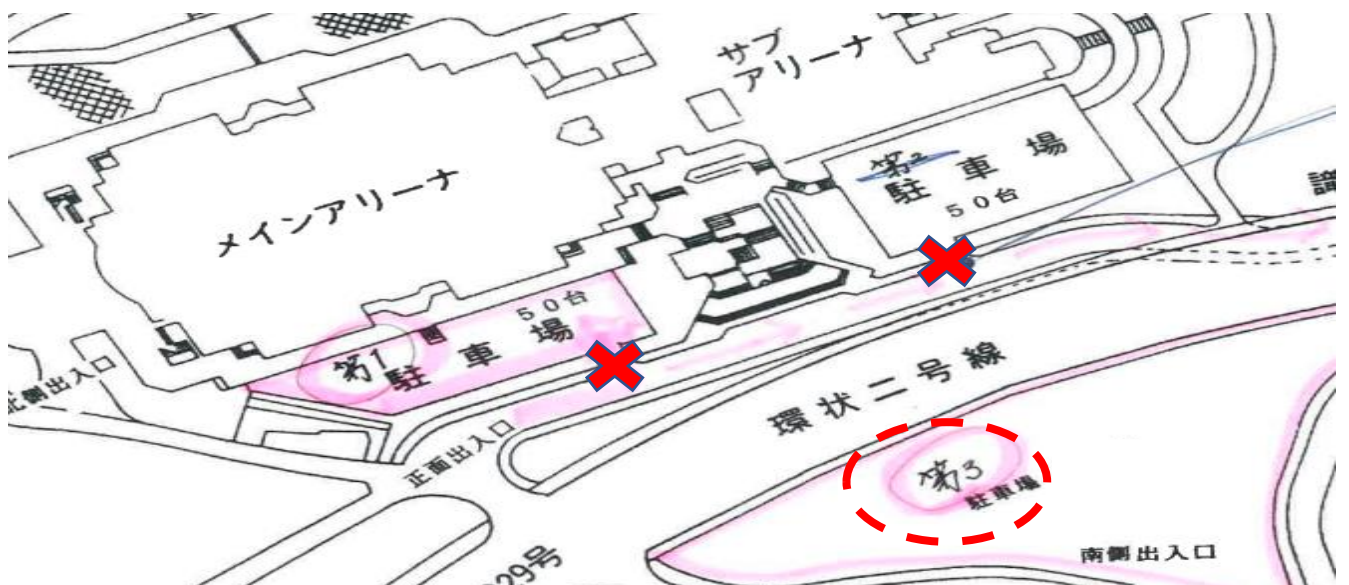 サブ
アリーナ
メインアリーナ
第2
駐車場
50台
50台
第1
駐車場
北側出入口
正面出入口
環状二号線
第3
駐車場
南側出入口
29号
識